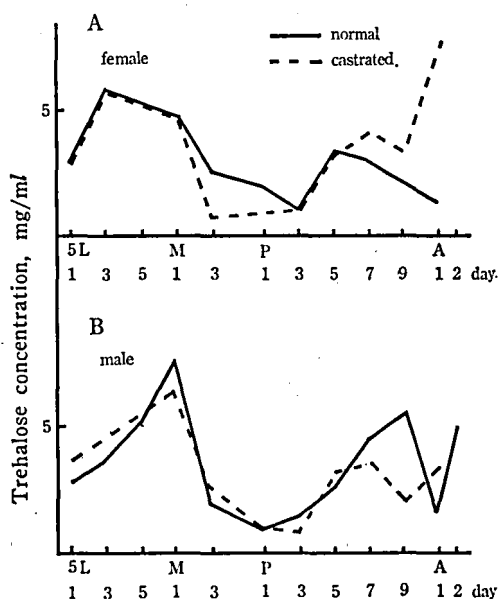 A
female
normal
castrated.
5
5L M P A
1 3 5 1 3 1 3 5 7 9 1 2 day.
Trehalose concentration, mg/ml
B
male
5
5L M P A
1 3 5 1 3 1 3 5 7 9 1 2 day